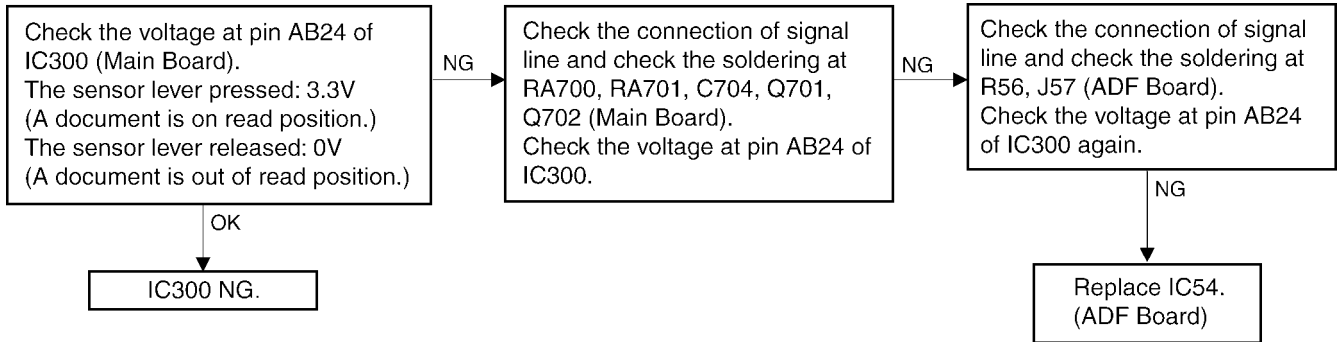 Check the voltage at pin AB24 of
IC300 (Main Board).
The sensor lever pressed: 3.3V
(A document is on read position.)
The sensor lever released: 0V
(A document is out of read position.)
NG
Check the connection of signal
line and check the soldering at
RA700, RA701, C704, Q701,
Q702 (Main Board).
Check the voltage at pin AB24 of
IC300.
NG
Check the connection of signal
line and check the soldering at
R56, J57 (ADF Board).
Check the voltage at pin AB24
of IC300 again.
OK
NG
IC300 NG.
Replace IC54.
(ADF Board)